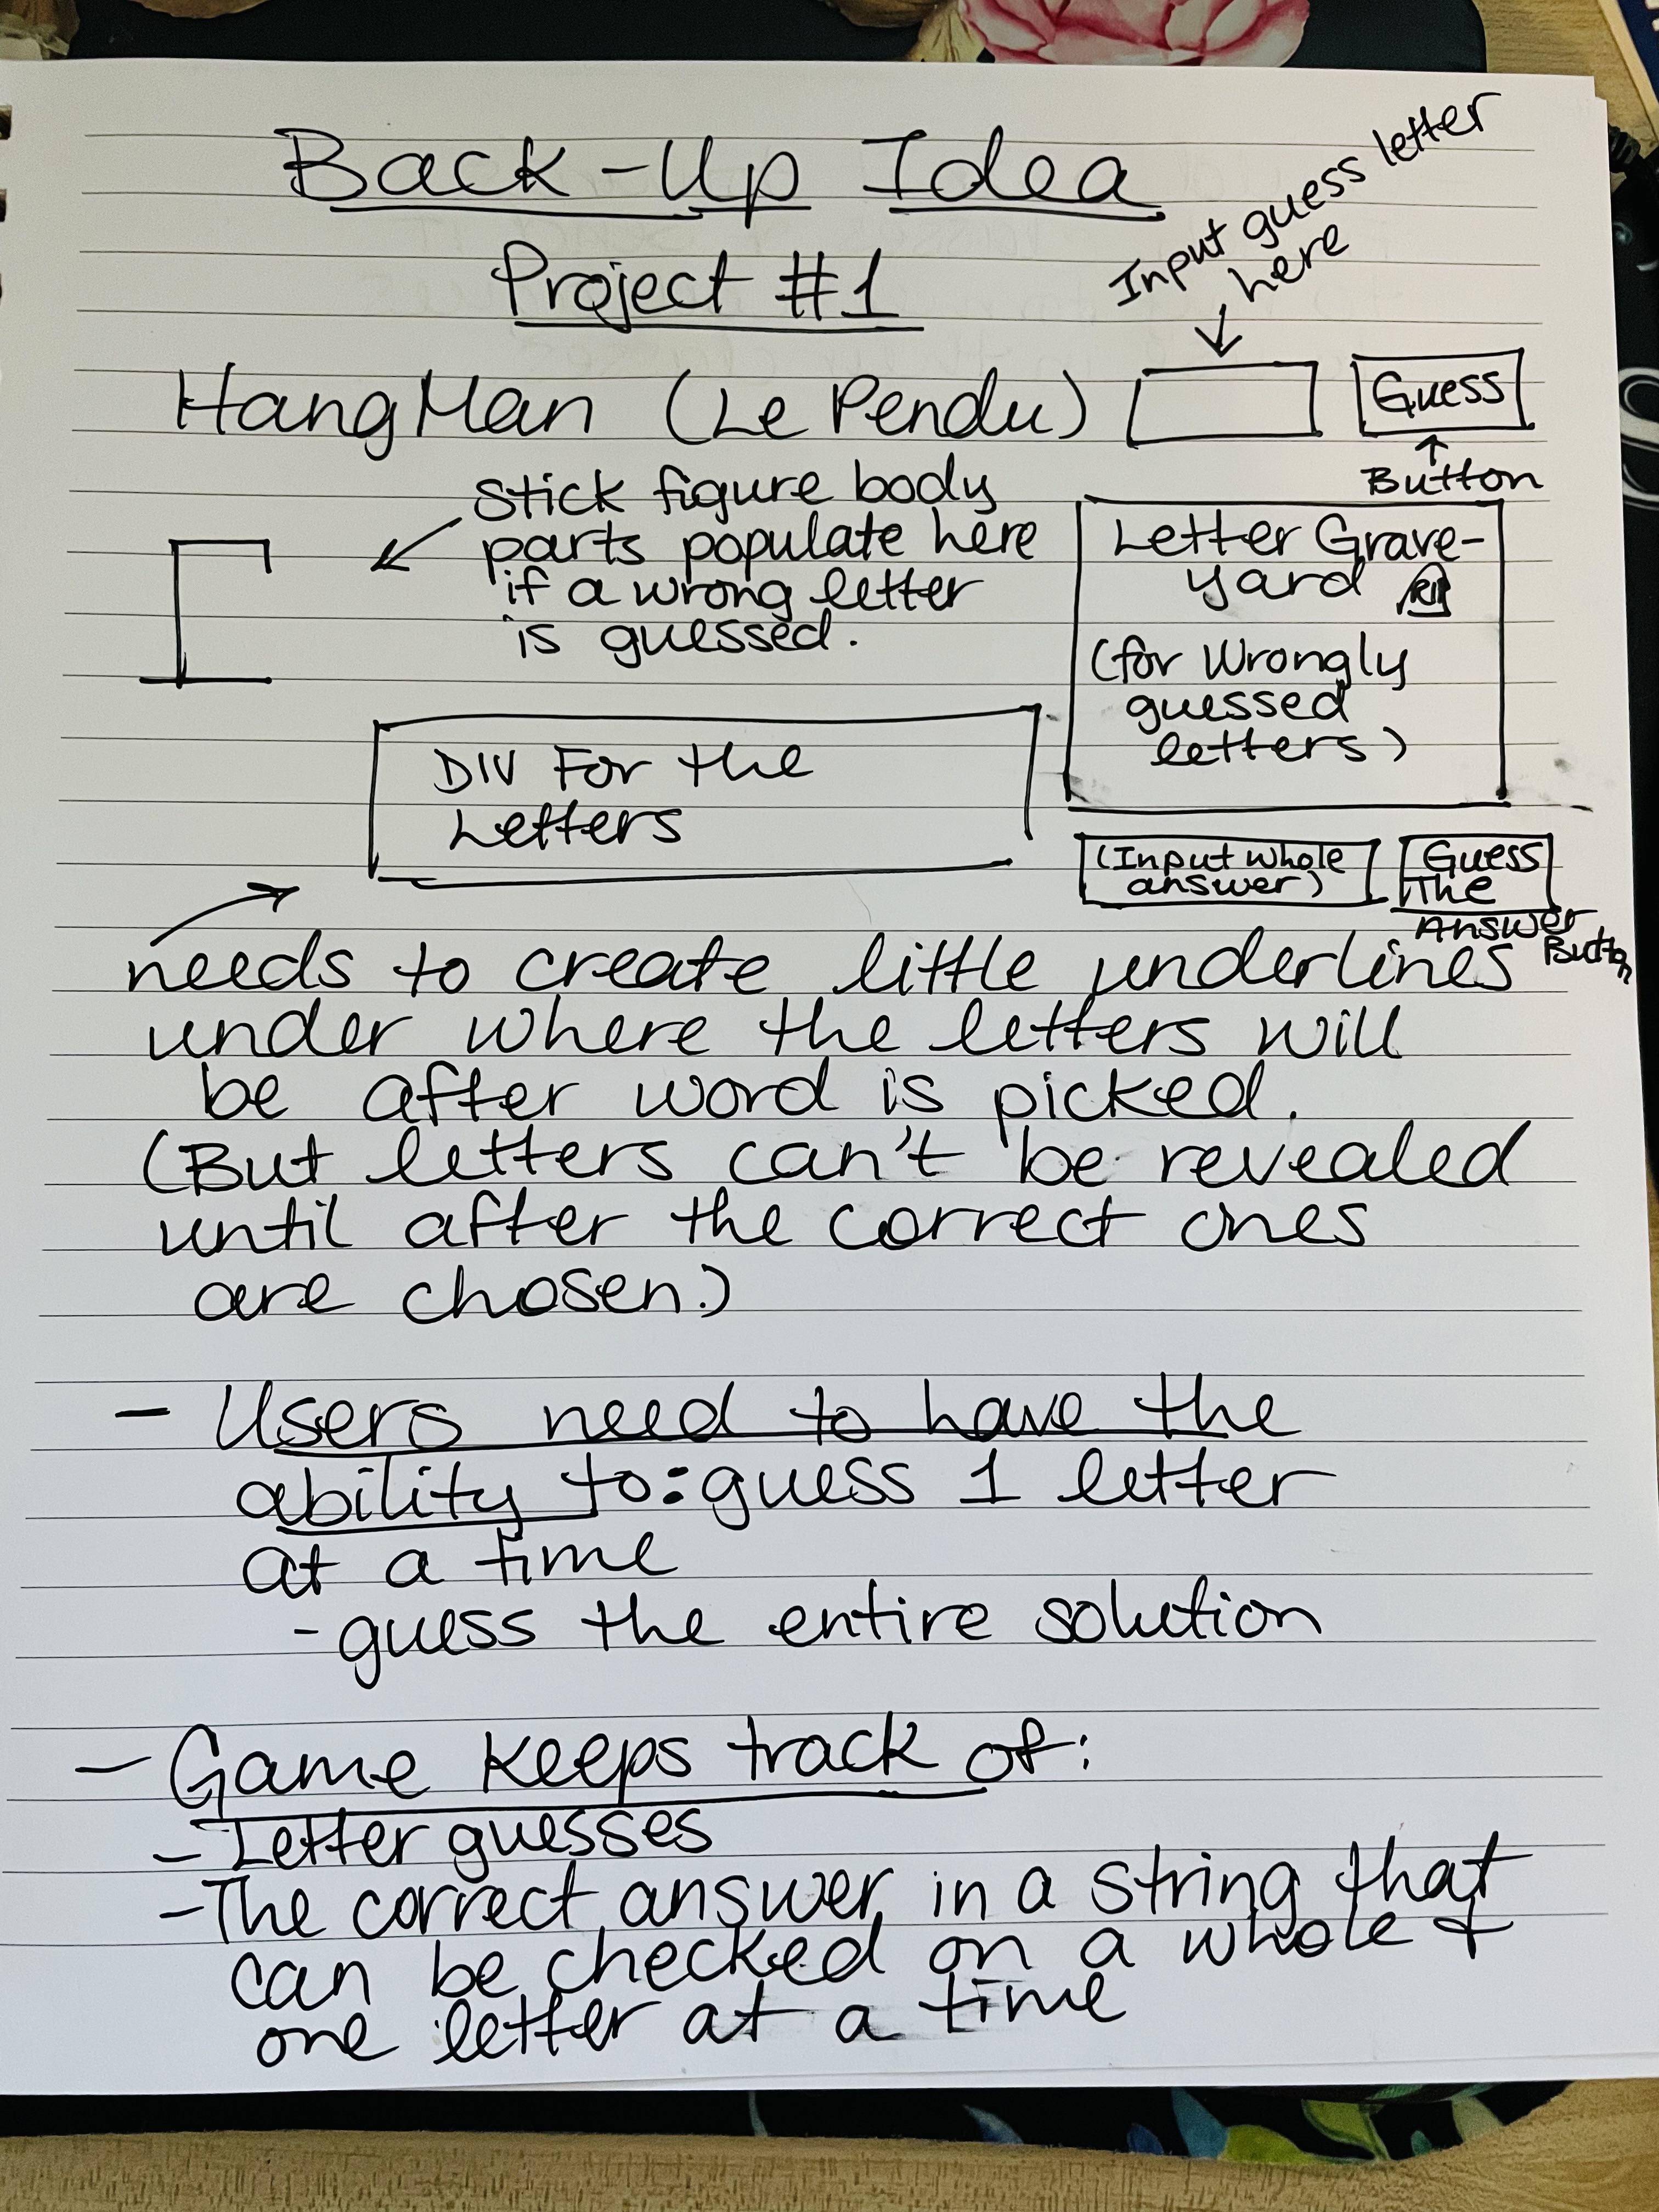 Back-Up Idea
Project #1
Input guess letter
here
HangMan (Le Pendu)
Guess
Button
Stick figure body
parts populate here
if a wrong letter
is guessed.
Letter Grave-
yard RIP
(for Wrongly
guessed
letters)
DIV For the
Letters
(Input whole
answer)
Guess
The
Answer
Button
needs to create little underlines
under where the letters will
be after word is picked.
(But letters can't be revealed
until after the correct ones
are chosen.)
- Users need to have the
ability to: guess 1 letter
at a time
- guess the entire solution
- Game keeps track of:
- Letter guesses
- The correct answer in a string that
can be checked on a whole &
one letter at a time